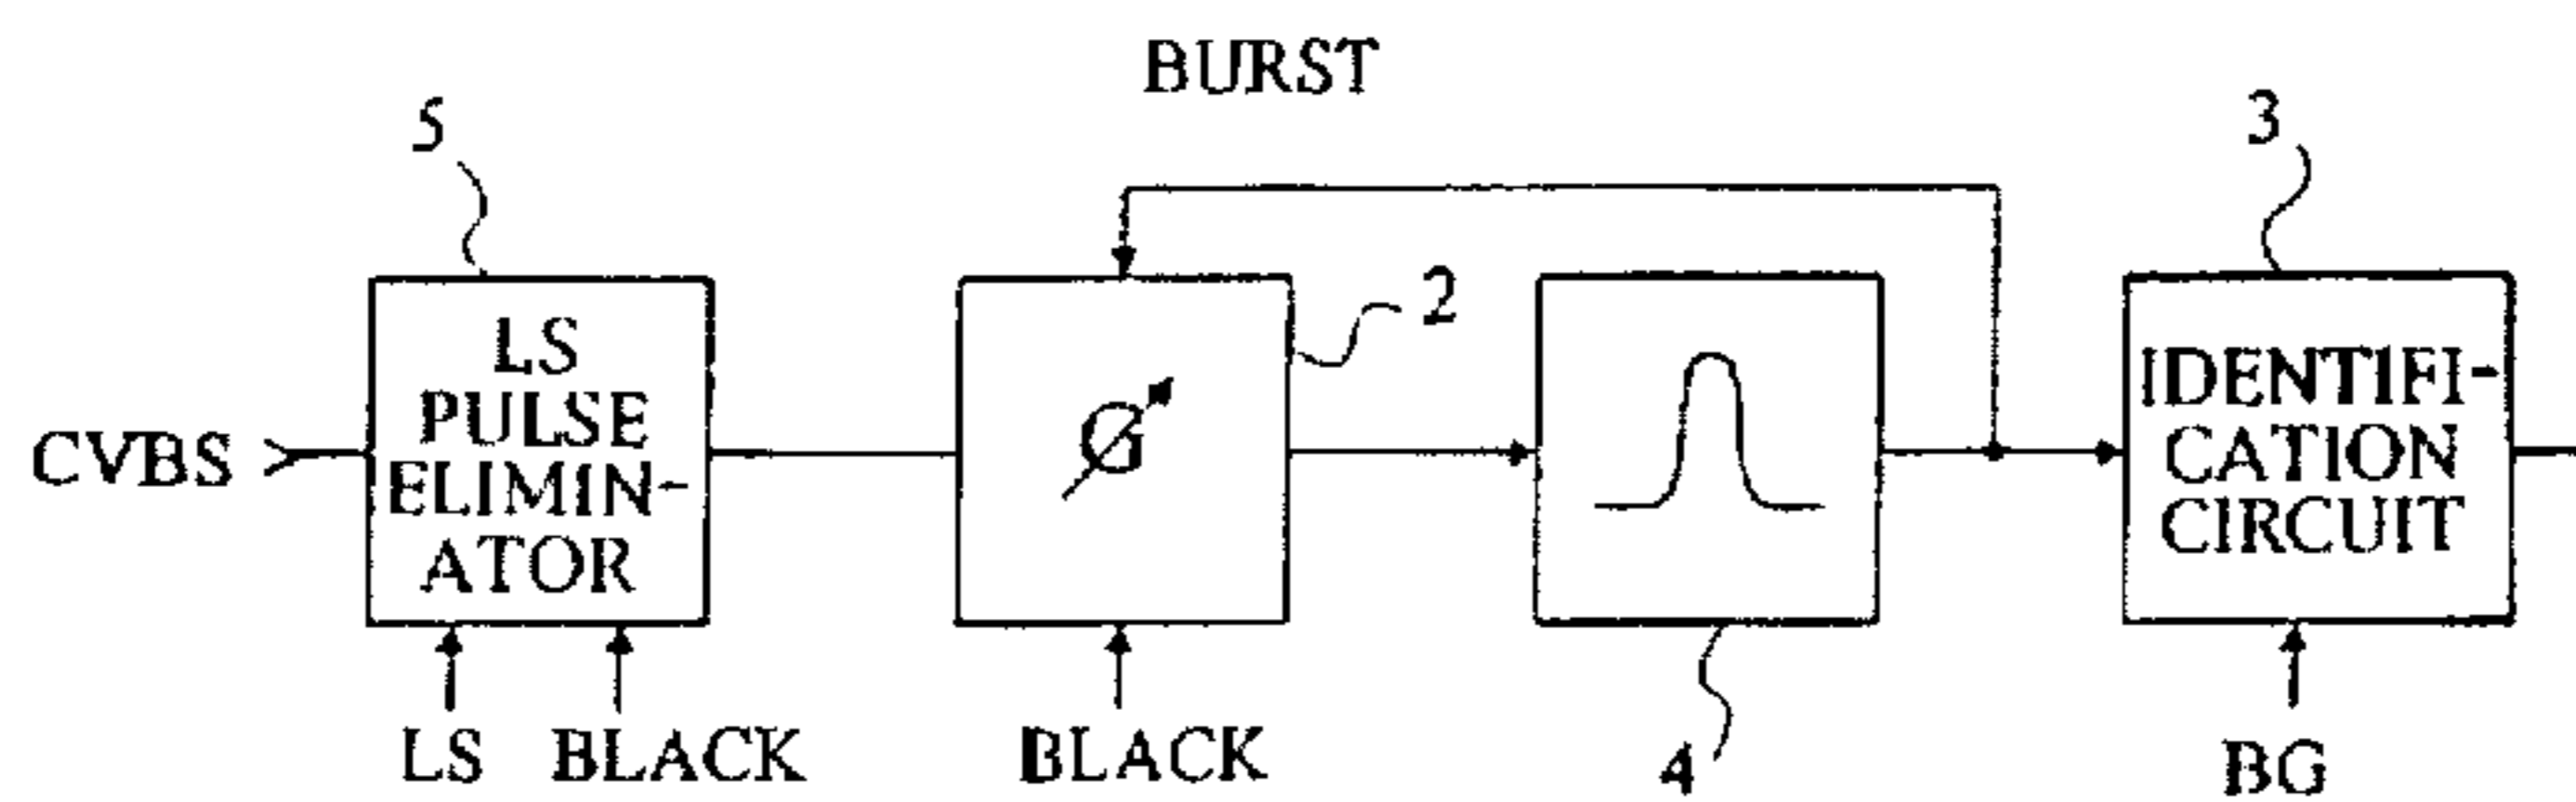 BURST
5
3
2
CVBS
LS
PULSE
ELIMIN-
ATOR
G
IDENTIFI-
CATION
CIRCUIT
LS
BLACK
BLACK
4
BG